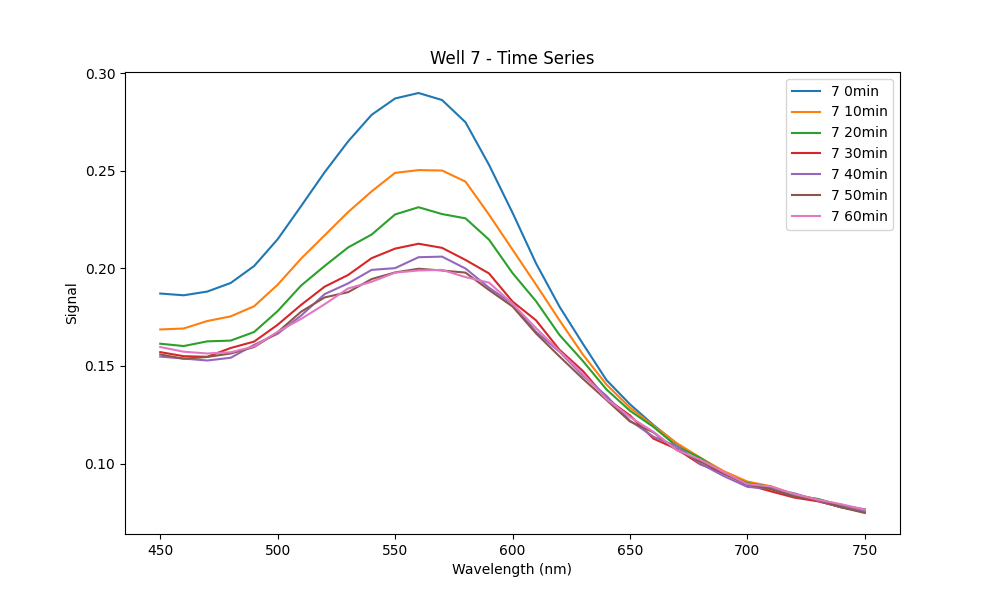 Well 7 - Time Series
Signal
0.30
0.25
0.20
0.15
0.10
7 0min
7 10min
7 20min
7 30min
7 40min
7 50min
7 60min
450 500 550 600 650 700 750
Wavelength (nm)